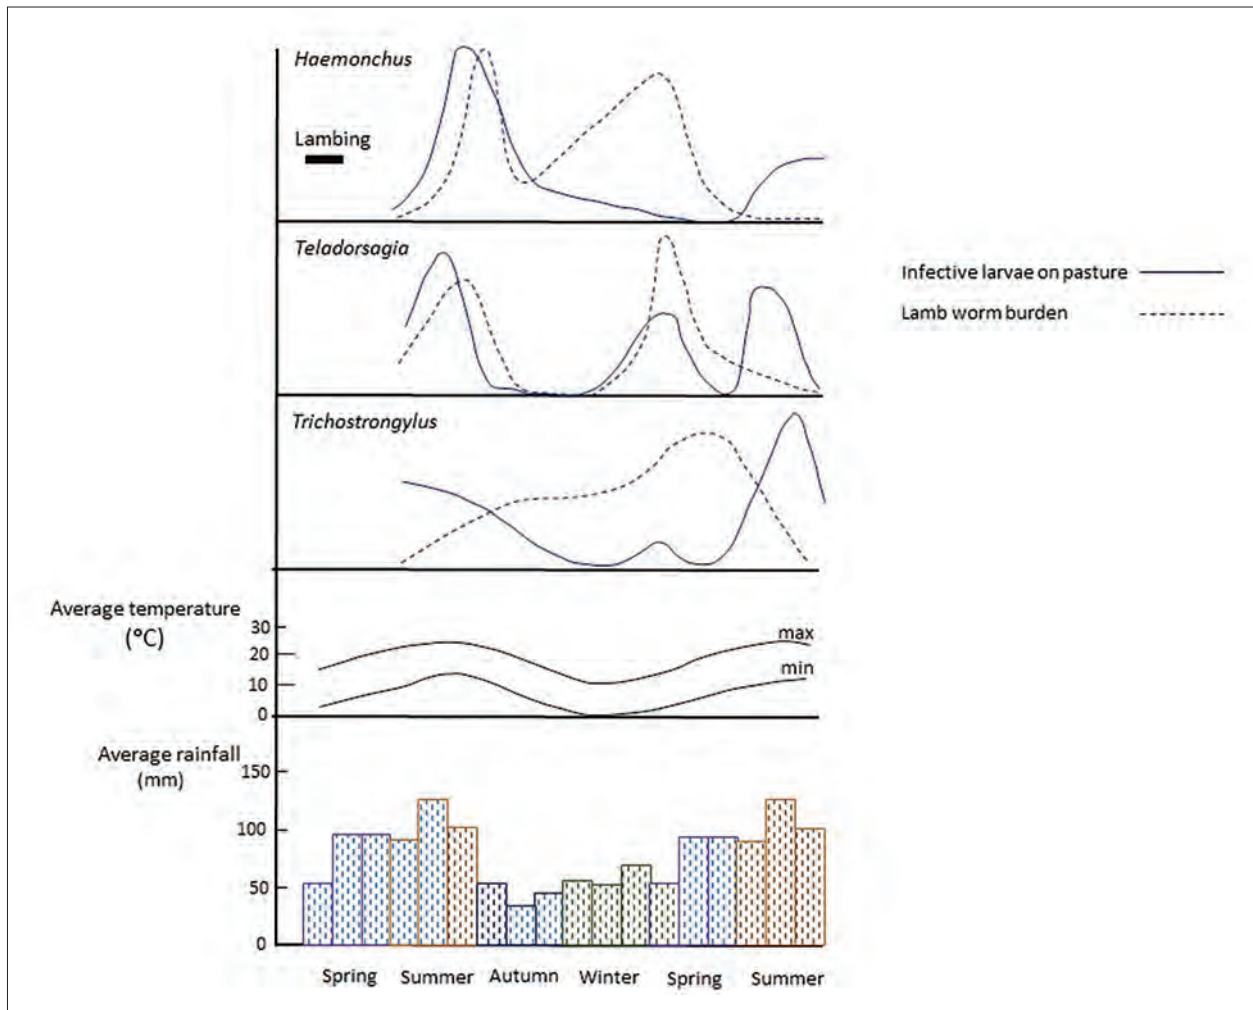 Haemonchus
Lambing
Teladorsagia
Infective larvae on pasture
Lamb worm burden
Trichostrongylus
Average temperature
(°C)
30
20
10
0
max
min
Average rainfall
(mm)
150
100
50
0
Spring Summer Autumn Winter Spring Summer